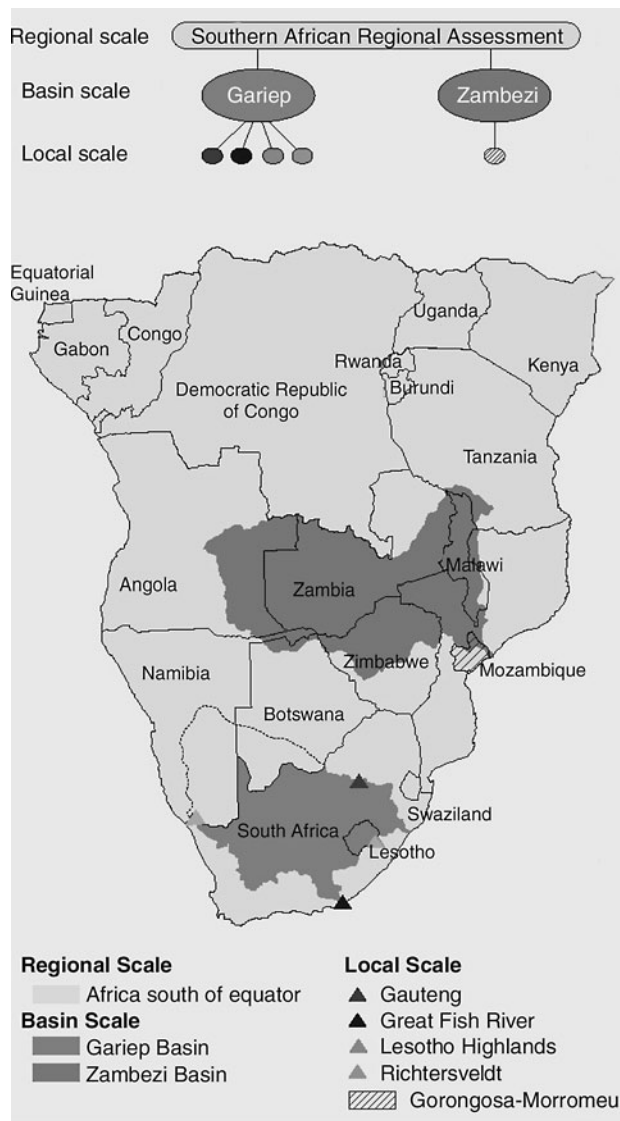 Regional scale
Southern African Regional Assessment
Basin scale
Gariep
Zambezi
Local scale
Equatorial
Guinea
Congo
Gabon
Uganda
Rwanda
Kenya
Burundi
Democratic Republic
of Congo
Tanzania
Malawi
Angola
Zambia
Zimbabwe
Namibia
Mozambique
Botswana
Swaziland
South Africa
Lesotho
Regional Scale
Africa south of equator
Basin Scale
Gariep Basin
Zambezi Basin
Local Scale
Gauteng
Great Fish River
Lesotho Highlands
Richtersveldt
Gorongosa-Morromeu